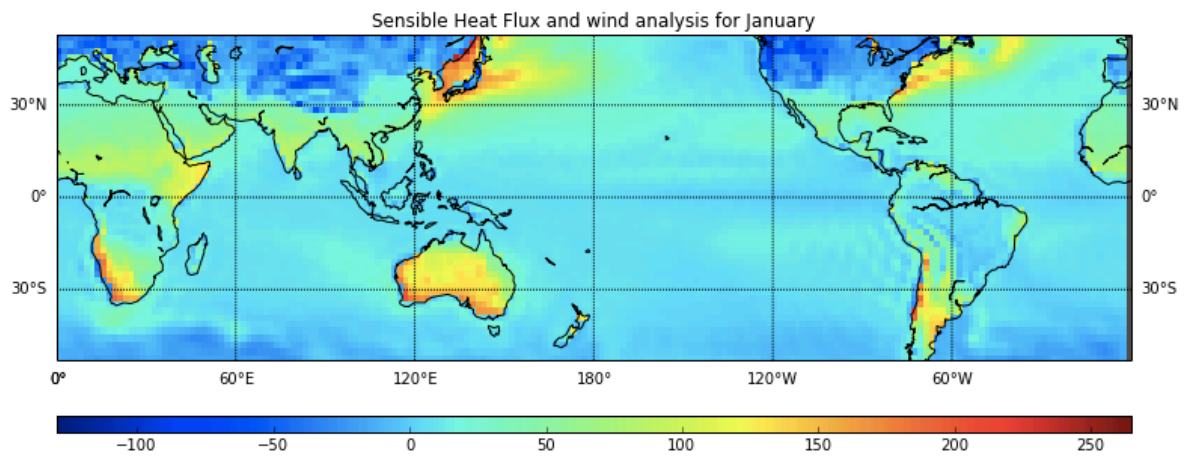 Sensible Heat Flux and wind analysis for January
30°N 30°N
0° 0°
30°S 30°S
0° 60°E 120°E 180° 120°W 60°W
−100 −50 0 50 100 150 200 250